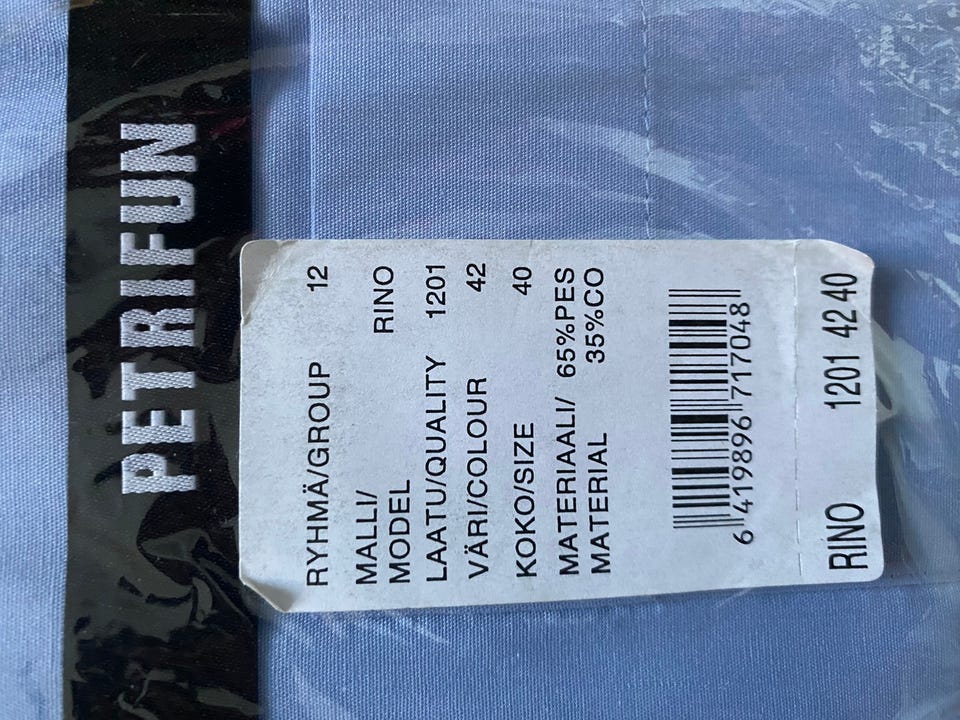 PETRIFUN
RYHMÄ/GROUP 12
MALLI/
MODEL RINO
LAATU/QUALITY 1201
VÄRI/COLOUR 42
KOKO/SIZE 40
MATERIAALI/ 65%PES
MATERIAL 35%CO
6 419896 717048
RINO 1201 42 40